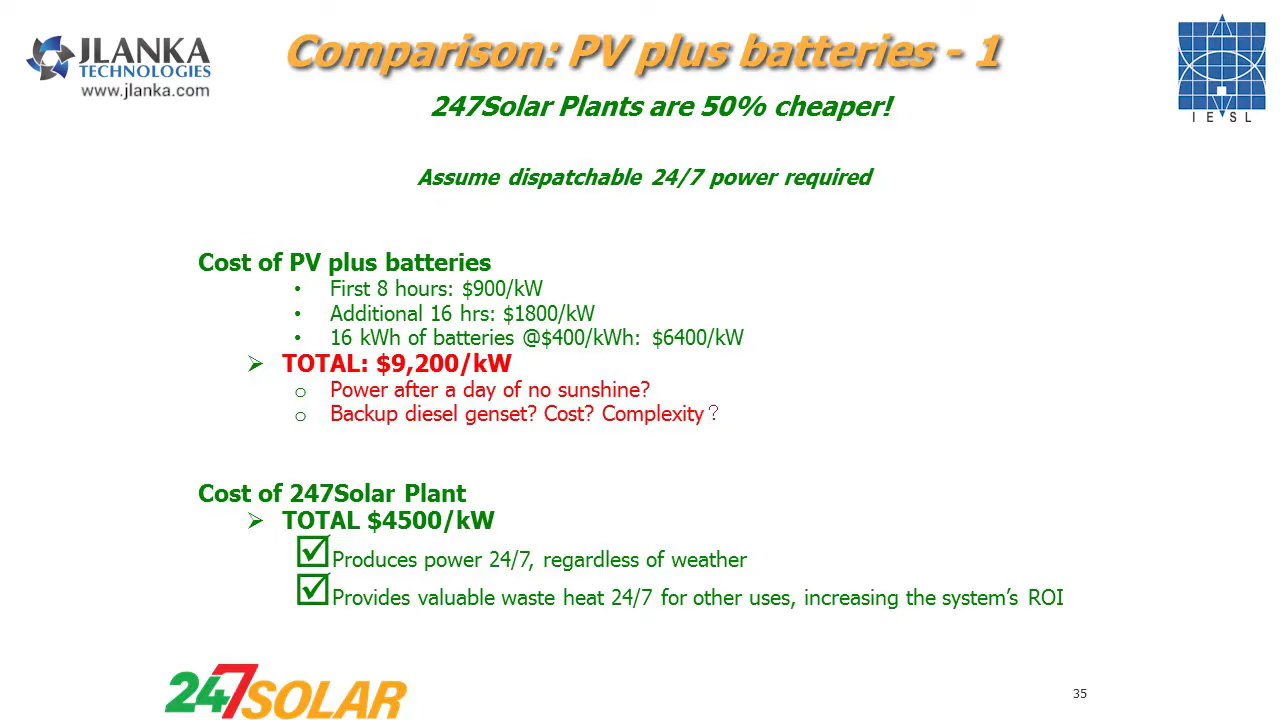 JLANKA
TECHNOLOGIES
www.jlanka.com
Comparison: PV plus batteries - 1
I E S L
247Solar Plants are 50% cheaper!
Assume dispatchable 24/7 power required
Cost of PV plus batteries
• First 8 hours: $900/kW
• Additional 16 hrs: $1800/kW
• 16 kWh of batteries @$400/kWh: $6400/kW
➢ TOTAL: $9,200/kW
o Power after a day of no sunshine?
o Backup diesel genset? Cost? Complexity?
Cost of 247Solar Plant
➢ TOTAL $4500/kW
☑ Produces power 24/7, regardless of weather
☑ Provides valuable waste heat 24/7 for other uses, increasing the system’s ROI
247SOLAR
35